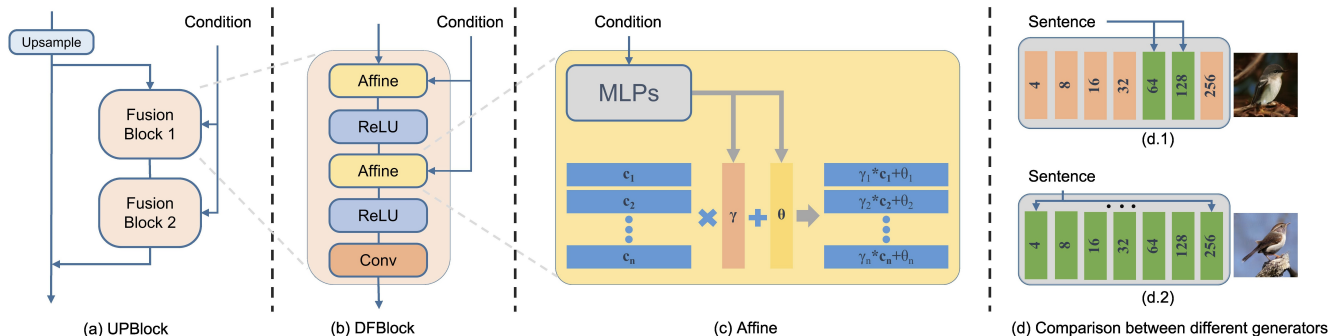 Upsample
Condition
Fusion
Block 1
Fusion
Block 2
(a) UPBlock
Condition
Affine
ReLU
Affine
ReLU
Conv
(b) DFBlock
Condition
MLPs
c₁
c₂
cₙ
γ
θ
γ₁*c₁+θ₁
γ₂*c₂+θ₂
γₙ*cₙ+θₙ
(c) Affine
Sentence
4
8
16
32
64
128
256
(d.1)
Sentence
4
8
16
32
64
128
256
(d.2)
(d) Comparison between different generators